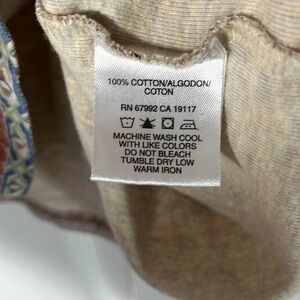 100% COTTON/ALGODON/
COTON
RN 67992 CA 19117
MACHINE WASH COOL
WITH LIKE COLORS
DO NOT BLEACH
TUMBLE DRY LOW
WARM IRON